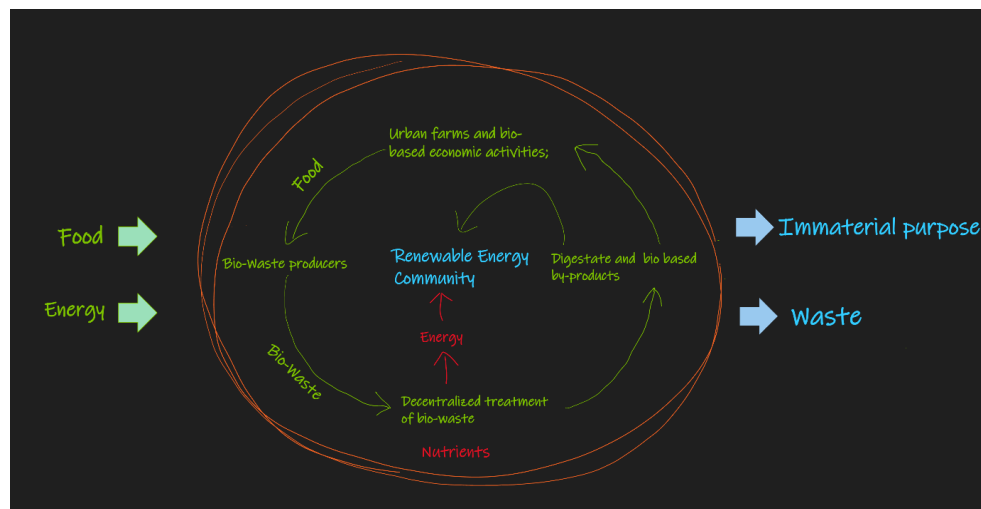 Urban farms and bio-
based economic activities;
Food
Food
Energy
Bio-Waste producers
Renewable Energy
Community
Digestate and bio based
by-products
Immaterial purpose
Waste
Energy
Bio-Waste
Decentralized treatment
of bio-waste
Nutrients